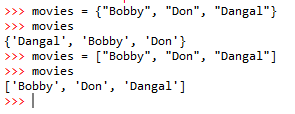 >>> movies = {"Bobby", "Don", "Dangal"}
>>> movies
{'Dangal', 'Bobby', 'Don'}
>>> movies = ["Bobby", "Don", "Dangal"]
>>> movies
['Bobby', 'Don', 'Dangal']
>>>